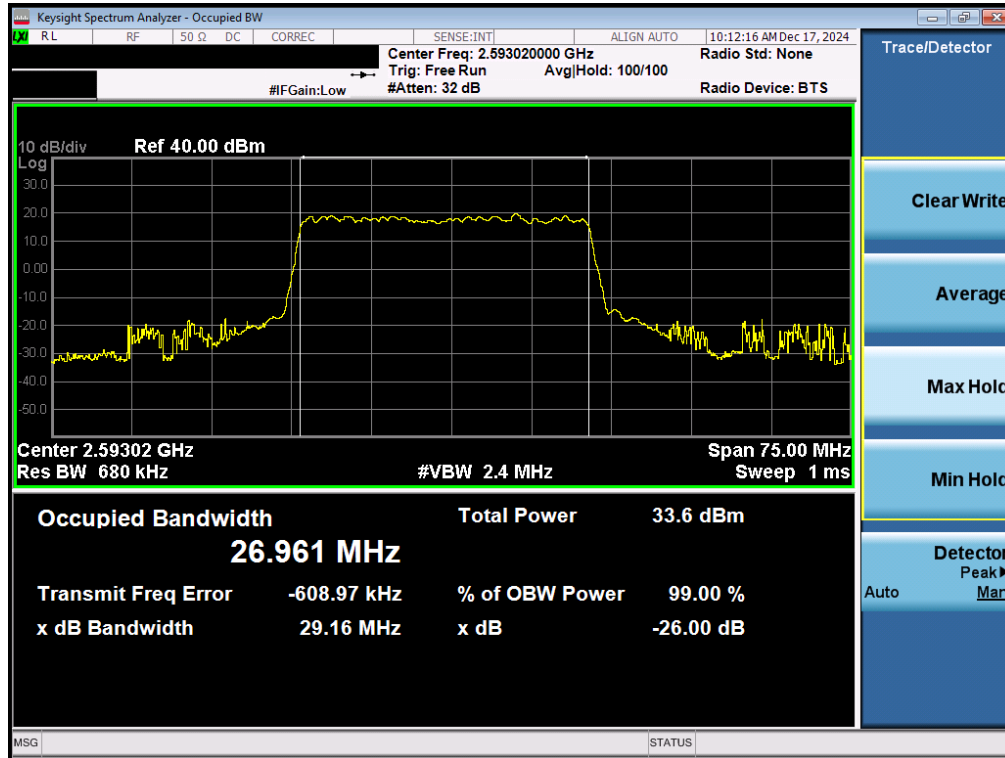 Keysight Spectrum Analyzer - Occupied BW
LXI RL RF 50 Ω DC CORREC SENSE:INT ALIGN AUTO 10:12:16 AM Dec 17, 2024
Center Freq: 2.593020000 GHz Radio Std: None
Trig: Free Run Avg|Hold: 100/100
#IFGain:Low #Atten: 32 dB Radio Device: BTS
10 dB/div Ref 40.00 dBm
Log
30.0
20.0
10.0
0.00
-10.0
-20.0
-30.0
-40.0
-50.0
Center 2.59302 GHz Span 75.00 MHz
Res BW 680 kHz #VBW 2.4 MHz Sweep 1 ms
Occupied Bandwidth Total Power 33.6 dBm
26.961 MHz
Transmit Freq Error -608.97 kHz % of OBW Power 99.00 %
x dB Bandwidth 29.16 MHz x dB -26.00 dB
MSG STATUS
Trace/Detector
Clear Write
Average
Max Hold
Min Hold
Detector
Peak▶
Auto Man